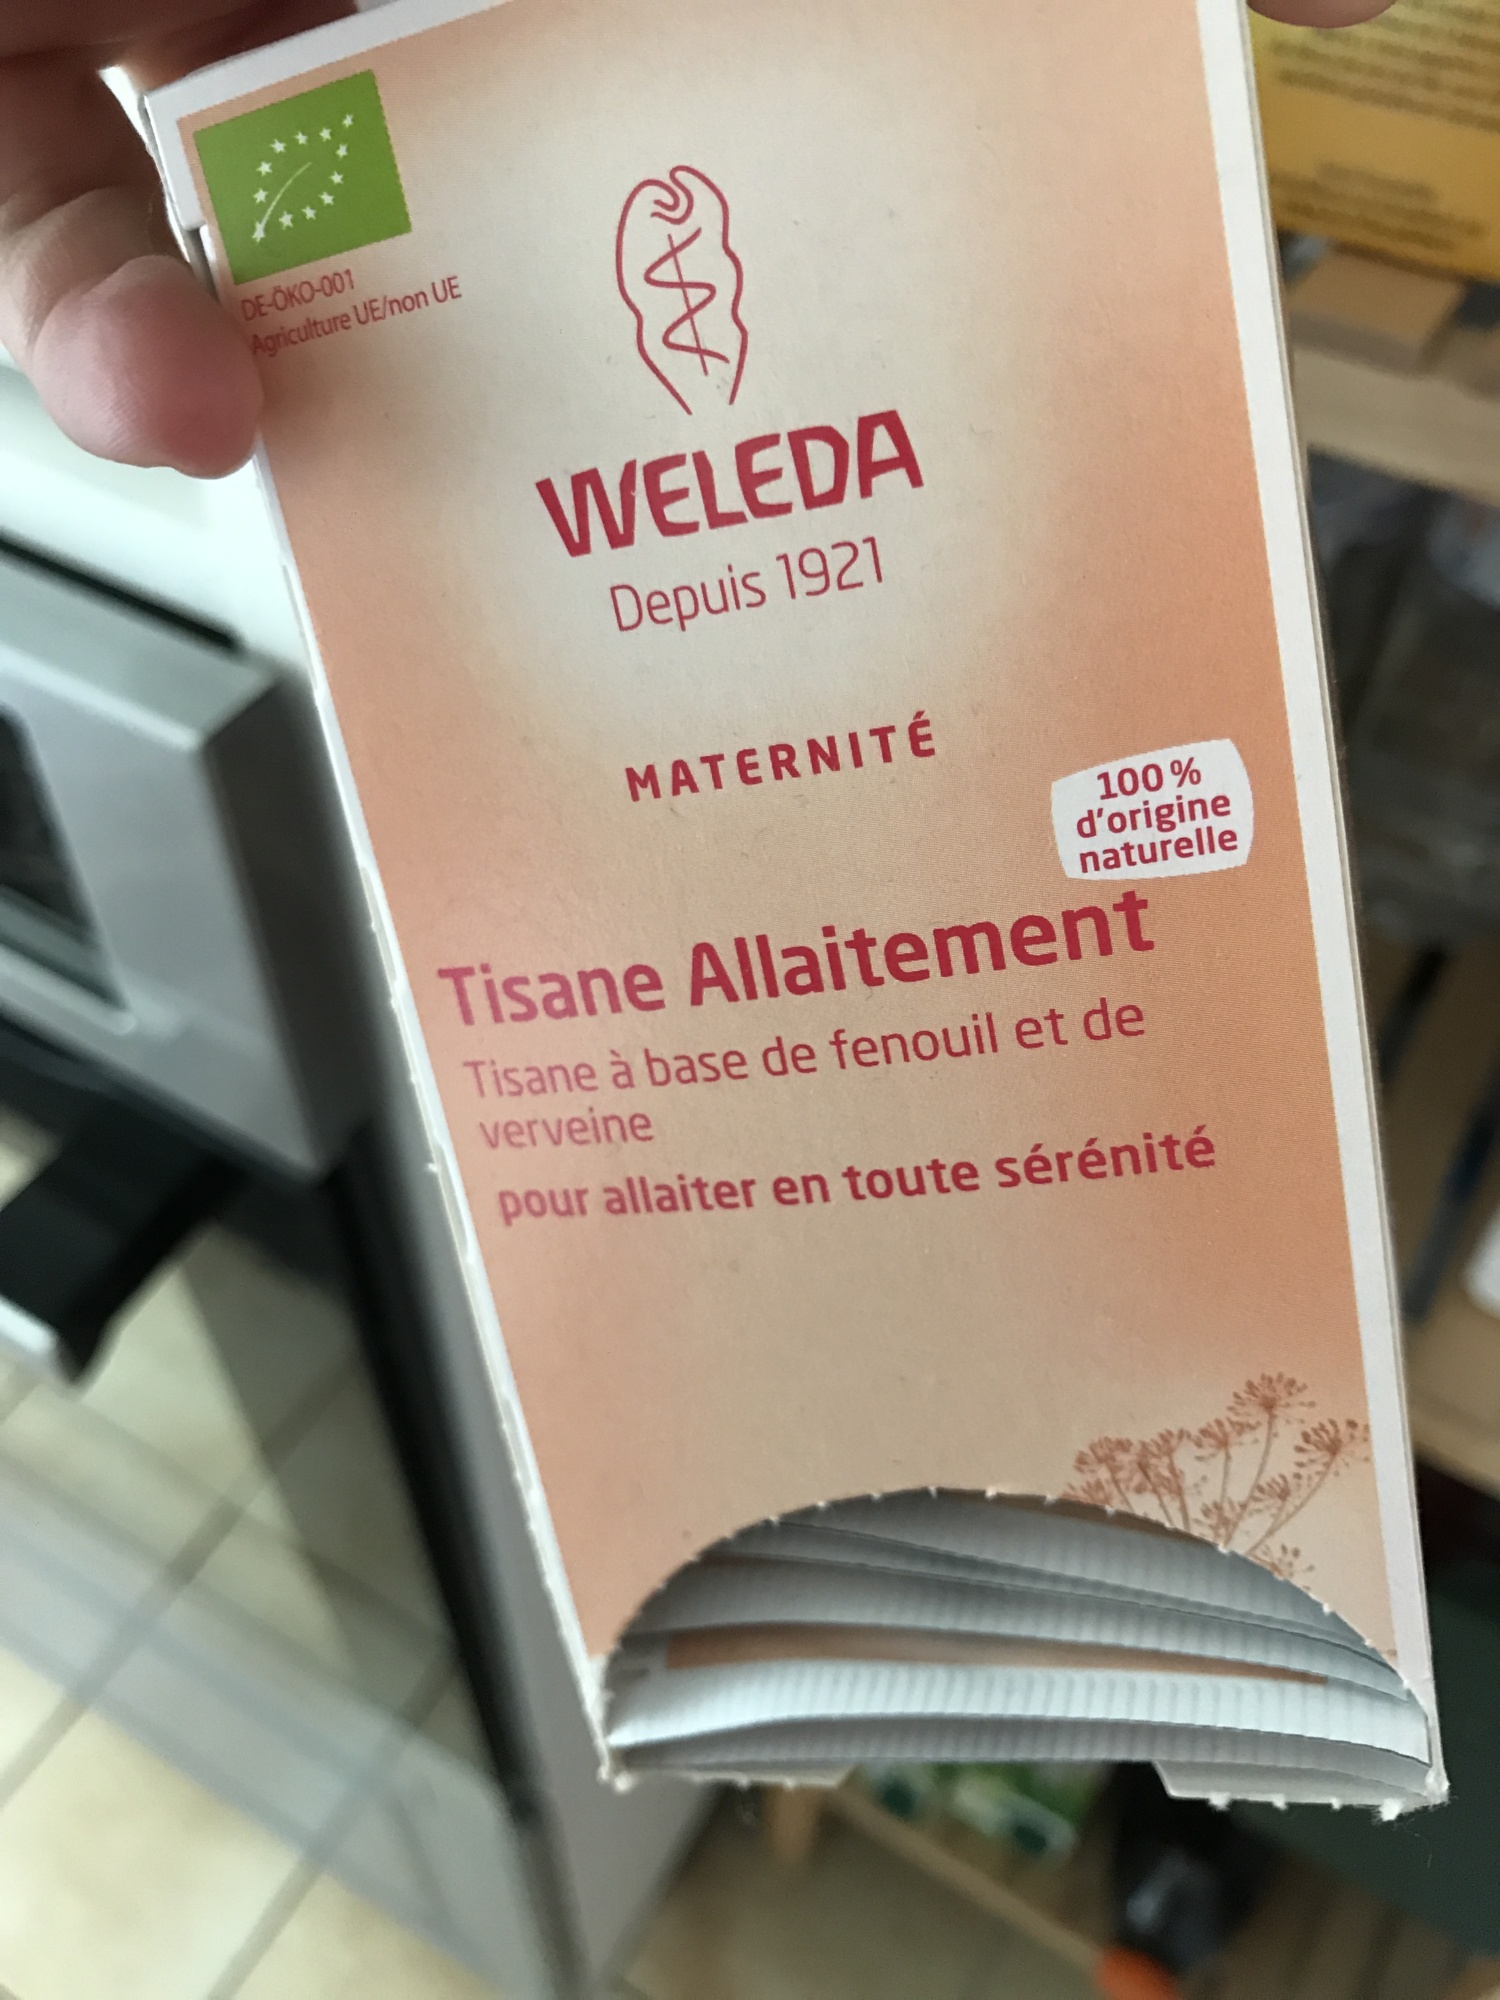 DE-ÖKO-001
Agriculture UE/non UE
WELEDA
Depuis 1921
MATERNITÉ
100 %
d'origine
naturelle
Tisane Allaitement
Tisane à base de fenouil et de
verveine
pour allaiter en toute sérénité